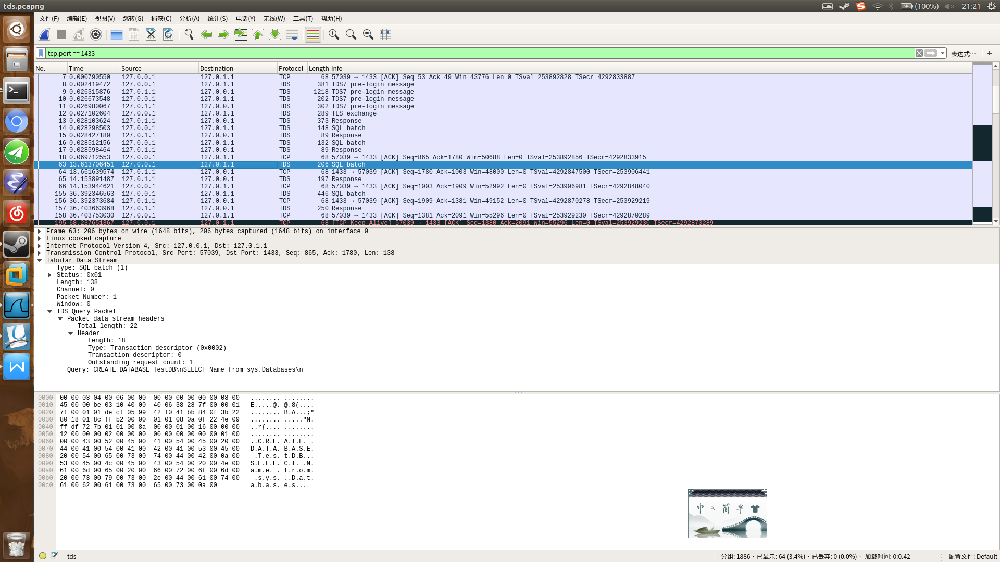 tds.pcapng
(100%) 21:21
文件(F) 编辑(E) 视图(V) 跳转(G) 捕获(C) 分析(A) 统计(S) 电话(Y) 无线(W) 工具(T) 帮助(H)
tcp.port == 1433
表达式… +
No. Time Source Destination Protocol Length Info
7 0.000790550 127.0.0.1 127.0.1.1 TCP 68 57039 → 1433 [ACK] Seq=53 Ack=49 Win=43776 Len=0 TSval=253892828 TSecr=4292833887
8 0.002419472 127.0.0.1 127.0.1.1 TDS 381 TDS7 pre-login message
9 0.026315876 127.0.1.1 127.0.0.1 TDS 1218 TDS7 pre-login message
10 0.026673548 127.0.0.1 127.0.1.1 TDS 202 TDS7 pre-login message
11 0.026980067 127.0.1.1 127.0.0.1 TDS 302 TDS7 pre-login message
12 0.027102604 127.0.0.1 127.0.1.1 TDS 289 TLS exchange
13 0.028103624 127.0.1.1 127.0.0.1 TDS 373 Response
14 0.028298503 127.0.0.1 127.0.1.1 TDS 148 SQL batch
15 0.028427180 127.0.1.1 127.0.0.1 TDS 89 Response
16 0.028512156 127.0.0.1 127.0.1.1 TDS 132 SQL batch
17 0.028598464 127.0.1.1 127.0.0.1 TDS 89 Response
18 0.069712553 127.0.0.1 127.0.1.1 TCP 68 57039 → 1433 [ACK] Seq=865 Ack=1780 Win=50688 Len=0 TSval=253892856 TSecr=4292833915
63 13.613706451 127.0.0.1 127.0.1.1 TDS 206 SQL batch
64 13.661639574 127.0.1.1 127.0.0.1 TCP 68 1433 → 57039 [ACK] Seq=1780 Ack=1003 Win=48000 Len=0 TSval=4292847500 TSecr=253906441
65 14.153891487 127.0.1.1 127.0.0.1 TDS 197 Response
66 14.153944621 127.0.0.1 127.0.1.1 TCP 68 57039 → 1433 [ACK] Seq=1003 Ack=1909 Win=52992 Len=0 TSval=253906981 TSecr=4292848040
155 36.392346563 127.0.0.1 127.0.1.1 TDS 446 SQL batch
156 36.392373684 127.0.1.1 127.0.0.1 TCP 68 1433 → 57039 [ACK] Seq=1909 Ack=1381 Win=49152 Len=0 TSval=4292870278 TSecr=253929219
157 36.403663968 127.0.1.1 127.0.0.1 TDS 250 Response
158 36.403753030 127.0.0.1 127.0.1.1 TCP 68 57039 → 1433 [ACK] Seq=1381 Ack=2091 Win=55296 Len=0 TSval=253929230 TSecr=4292870289
195 68.237651367 127.0.0.1 127.0.1.1 TCP 68 [TCP Keep-Alive] 57039 → 1433 [ACK] Seq=1380 Ack=2091 Win=55296 Len=0 TSval=253929230 TSecr=4292870289
Frame 63: 206 bytes on wire (1648 bits), 206 bytes captured (1648 bits) on interface 0
Linux cooked capture
Internet Protocol Version 4, Src: 127.0.0.1, Dst: 127.0.1.1
Transmission Control Protocol, Src Port: 57039, Dst Port: 1433, Seq: 865, Ack: 1780, Len: 138
Tabular Data Stream
Type: SQL batch (1)
Status: 0x01
Length: 138
Channel: 0
Packet Number: 1
Window: 0
TDS Query Packet
Packet data stream headers
Total length: 22
Header
Length: 18
Type: Transaction descriptor (0x0002)
Transaction descriptor: 0
Outstanding request count: 1
Query: CREATE DATABASE TestDB\nSELECT Name from sys.Databases\n
0000 00 00 03 04 00 06 00 00 00 00 00 00 00 00 08 00 ........ ........
0010 45 00 00 be 03 10 40 00 40 06 38 28 7f 00 00 01 E.....@. @.8(....
0020 7f 00 01 01 de cf 05 99 42 f0 41 bb 84 0f 3b 22 ........ B.A...;"
0030 80 18 01 8c ff b2 00 00 01 01 08 0a 0f 22 4e 09 ........ ....."N.
0040 ff df 72 7b 01 01 00 8a 00 00 01 00 16 00 00 00 ..r{.... ........
0050 12 00 00 00 02 00 00 00 00 00 00 00 00 00 01 00 ........ ........
0060 00 00 43 00 52 00 45 00 41 00 54 00 45 00 20 00 ..C.R.E. A.T.E. .
0070 44 00 41 00 54 00 41 00 42 00 41 00 53 00 45 00 D.A.T.A. B.A.S.E.
0080 20 00 54 00 65 00 73 00 74 00 44 00 42 00 0a 00 .T.e.s. t.D.B...
0090 53 00 45 00 4c 00 45 00 43 00 54 00 20 00 4e 00 S.E.L.E. C.T. .N.
00a0 61 00 6d 00 65 00 20 00 66 00 72 00 6f 00 6d 00 a.m.e. . f.r.o.m.
00b0 20 00 73 00 79 00 73 00 2e 00 44 00 61 00 74 00 .s.y.s. ..D.a.t.
00c0 61 00 62 00 61 00 73 00 65 00 73 00 0a 00 a.b.a.s. e.s...
中 简 半
tds 分组: 1886 · 已显示: 64 (3.4%) · 已丢弃: 0 (0.0%) · 加载时间: 0:0.42 配置文件: Default